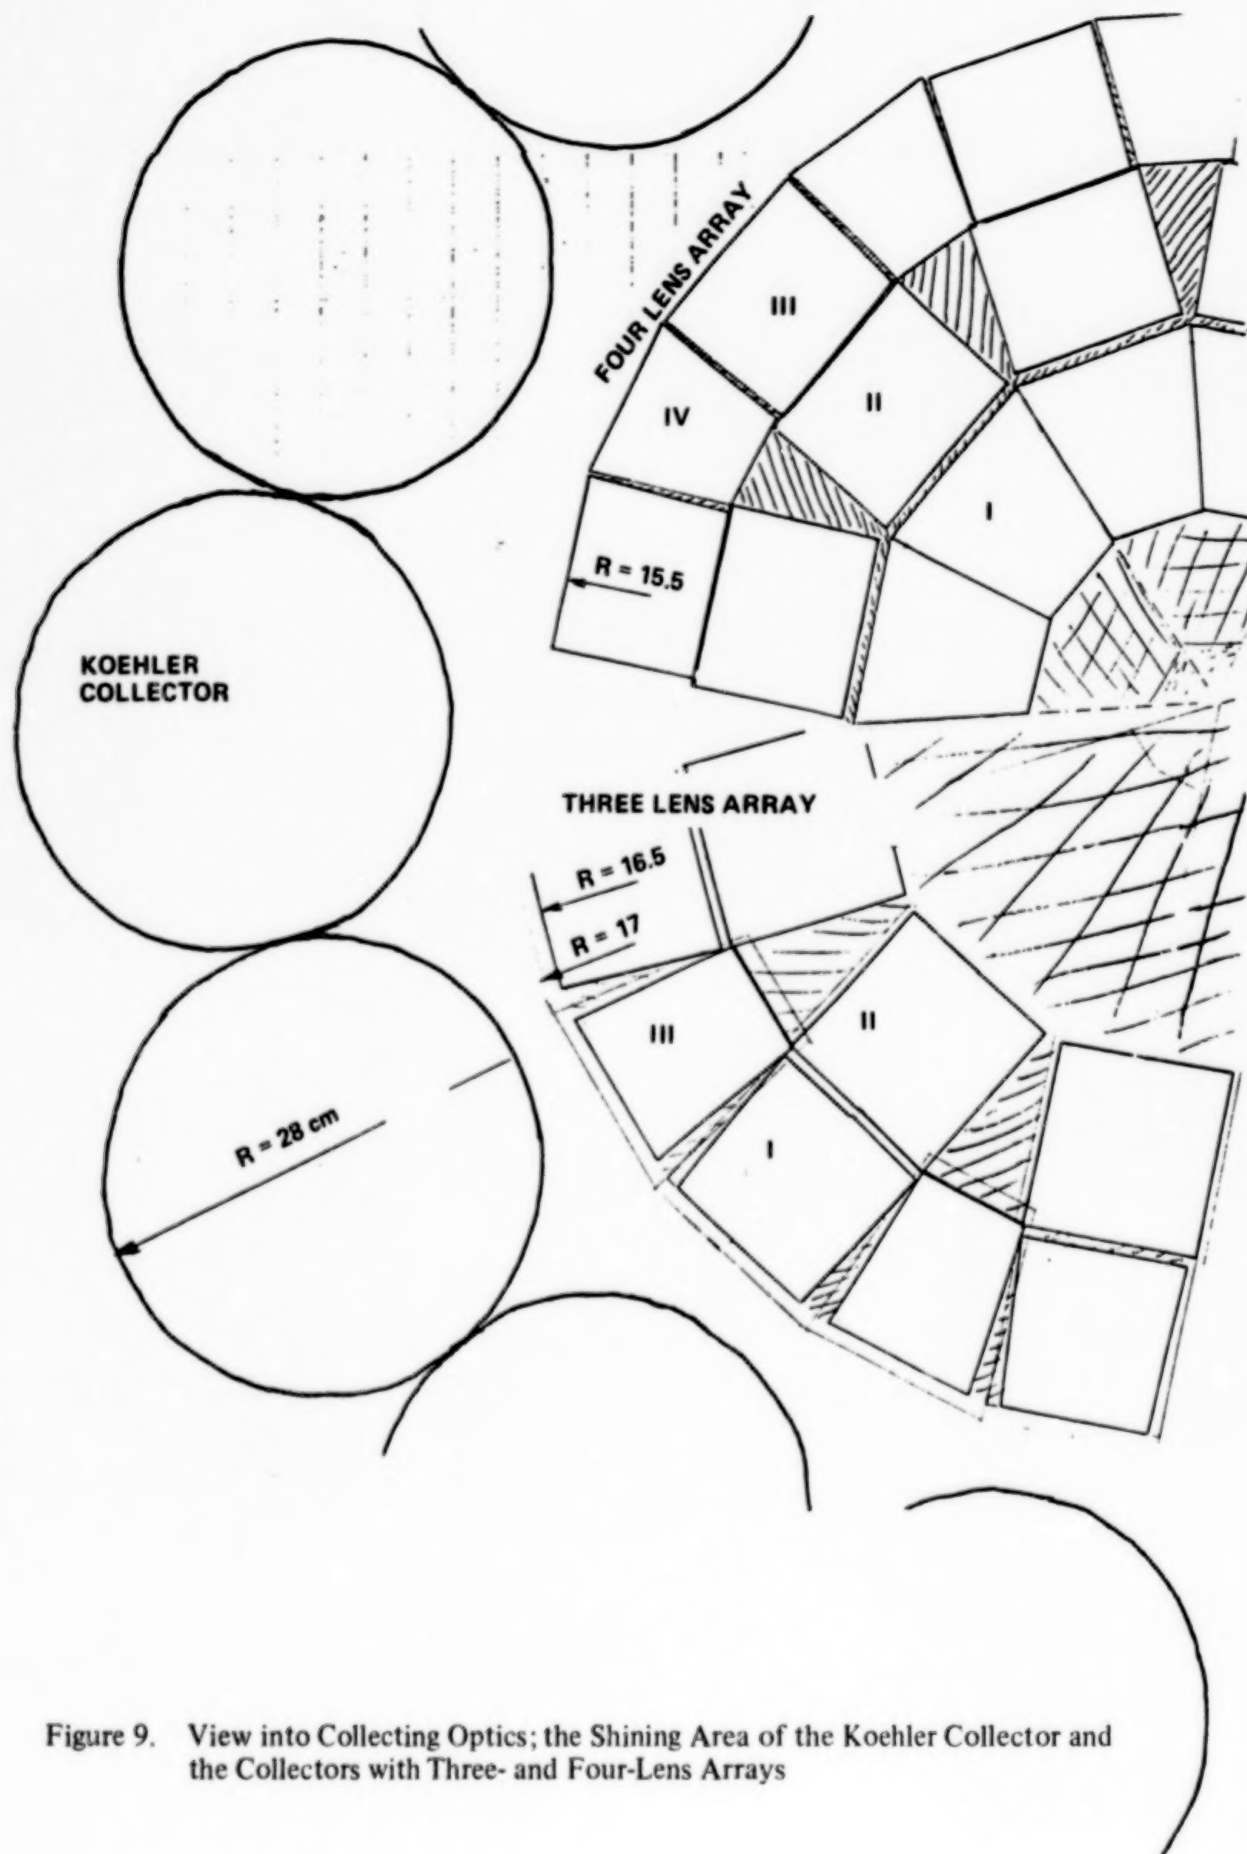 FOUR LENS ARRAY
III
IV
II
I
R = 15.5
KOEHLER
COLLECTOR
THREE LENS ARRAY
R = 16.5
R = 17
III
II
I
R = 28 cm
Figure 9. View into Collecting Optics; the Shining Area of the Koehler Collector and
the Collectors with Three- and Four-Lens Arrays